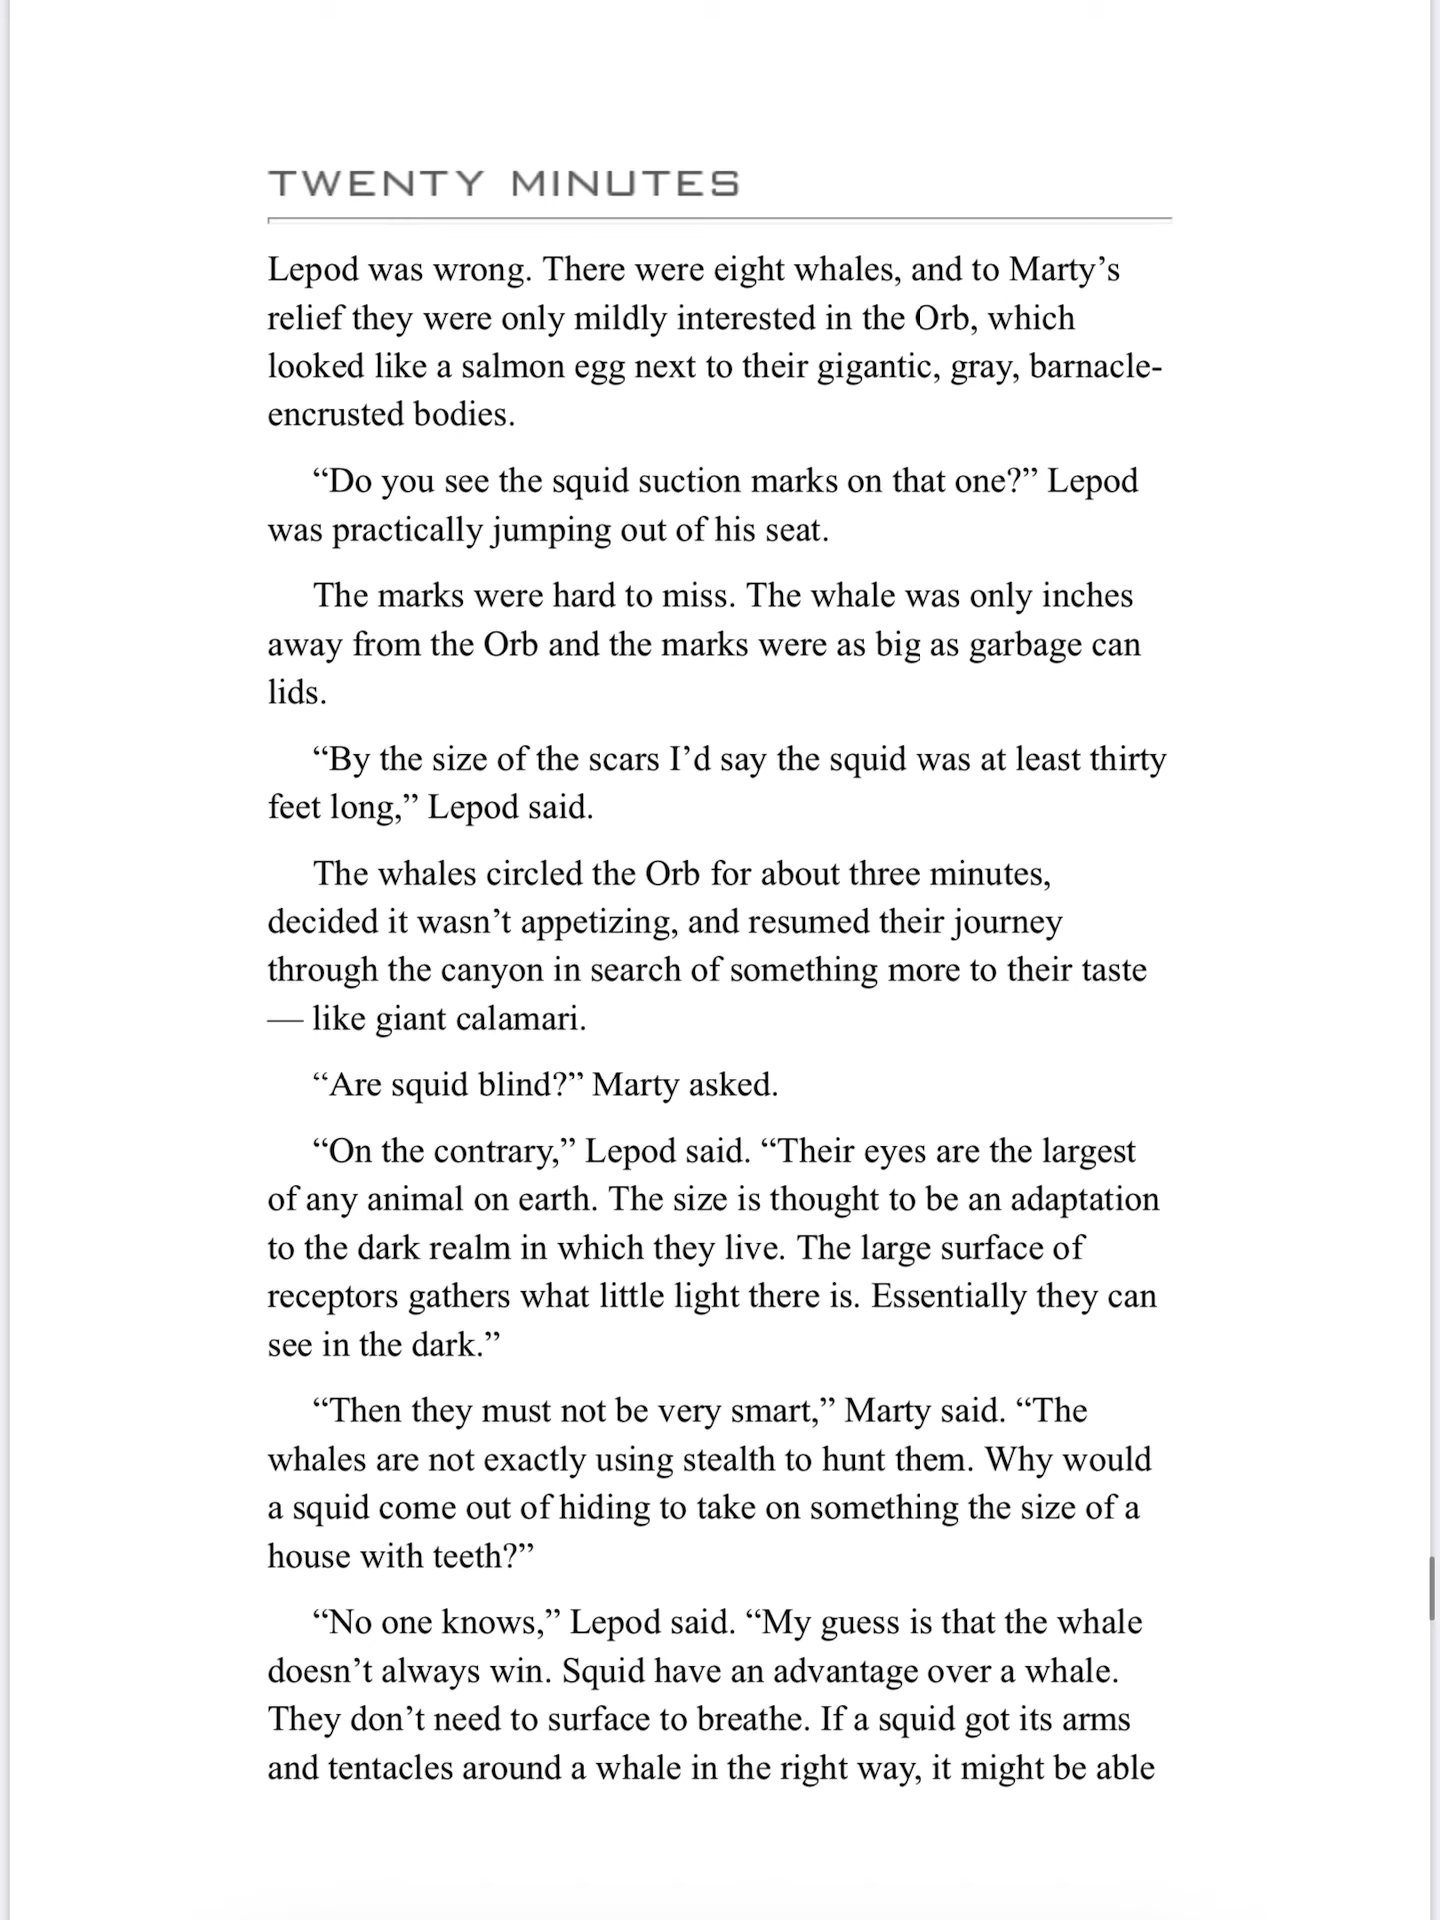 TWENTY MINUTES
Lepod was wrong. There were eight whales, and to Marty’s
relief they were only mildly interested in the Orb, which
looked like a salmon egg next to their gigantic, gray, barnacle-
encrusted bodies.
“Do you see the squid suction marks on that one?” Lepod
was practically jumping out of his seat.
The marks were hard to miss. The whale was only inches
away from the Orb and the marks were as big as garbage can
lids.
“By the size of the scars I’d say the squid was at least thirty
feet long,” Lepod said.
The whales circled the Orb for about three minutes,
decided it wasn’t appetizing, and resumed their journey
through the canyon in search of something more to their taste
— like giant calamari.
“Are squid blind?” Marty asked.
“On the contrary,” Lepod said. “Their eyes are the largest
of any animal on earth. The size is thought to be an adaptation
to the dark realm in which they live. The large surface of
receptors gathers what little light there is. Essentially they can
see in the dark.”
“Then they must not be very smart,” Marty said. “The
whales are not exactly using stealth to hunt them. Why would
a squid come out of hiding to take on something the size of a
house with teeth?”
“No one knows,” Lepod said. “My guess is that the whale
doesn’t always win. Squid have an advantage over a whale.
They don’t need to surface to breathe. If a squid got its arms
and tentacles around a whale in the right way, it might be able